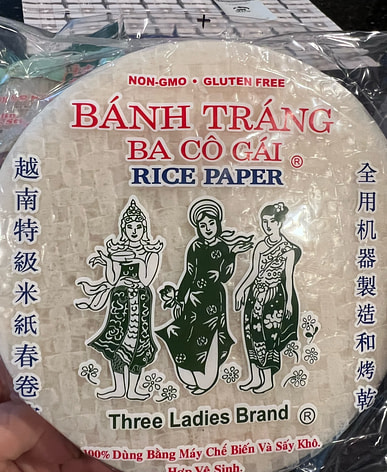 NON-GMO • GLUTEN FREE
BÁNH TRÁNG
BA CÔ GÁI ®
RICE PAPER
越南特級米紙春卷
全用机器製造和烤乾
Three Ladies Brand ®
100% Dùng Bằng Máy Chế Biến Và Sấy Khô.
Hợp Vệ Sinh.